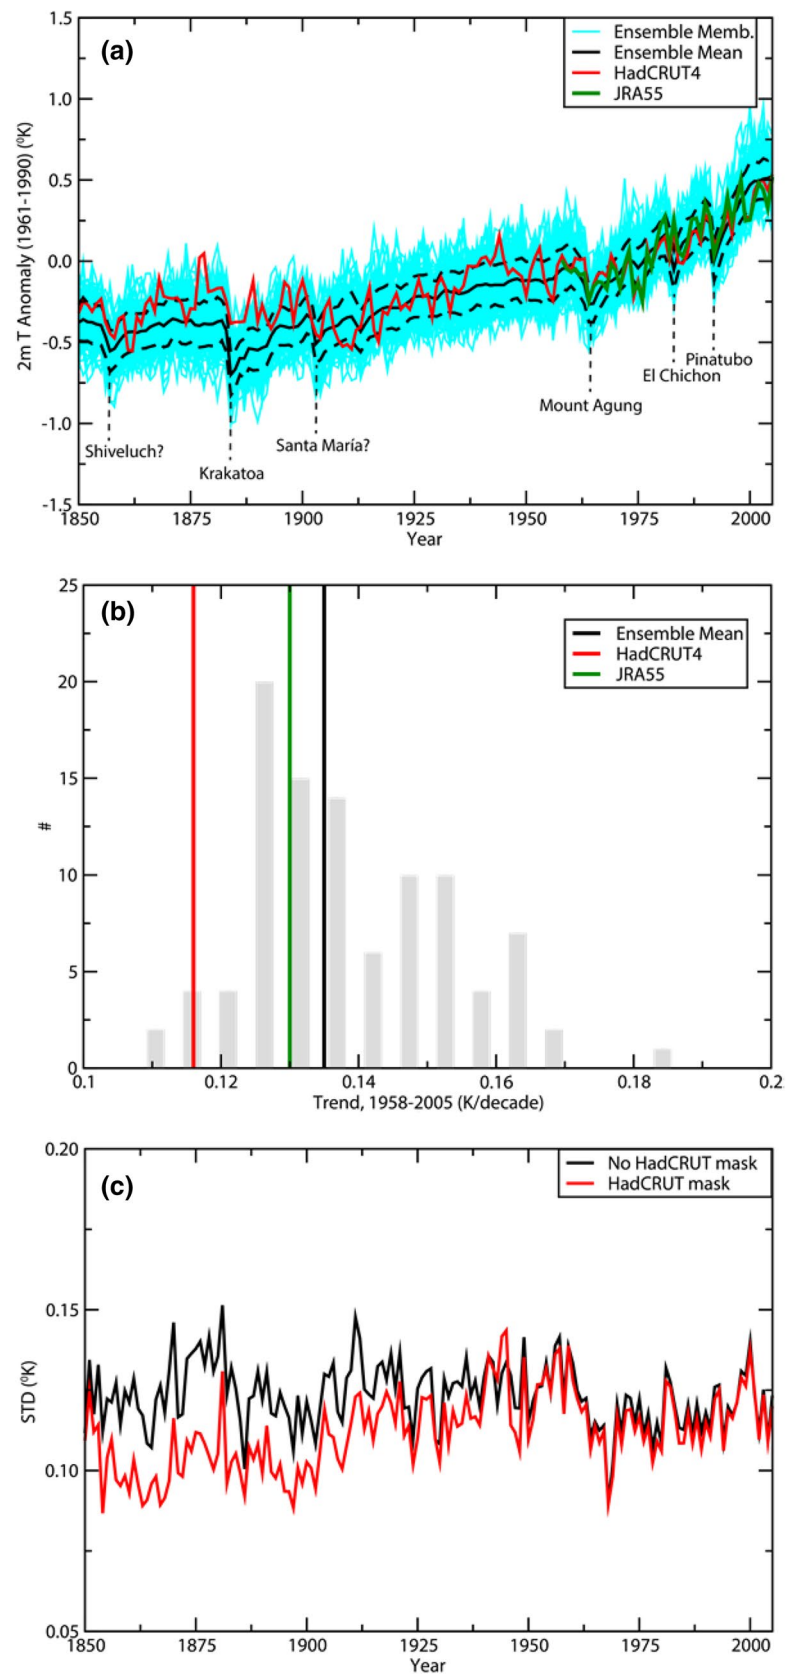 (a)
Ensemble Memb.
Ensemble Mean
HadCRUT4
JRA55
2m T Anomaly (1961-1990) (⁰K)
1.5
1.0
0.5
0.0
-0.5
-1.0
-1.5
Shiveluch?
Krakatoa
Santa María?
Mount Agung
El Chichon
Pinatubo
1850 1875 1900 1925 1950 1975 2000
Year
(b)
Ensemble Mean
HadCRUT4
JRA55
#
25
20
15
10
5
0
0.1 0.12 0.14 0.16 0.18 0.2
Trend, 1958-2005 (K/decade)
(c)
No HadCRUT mask
HadCRUT mask
STD (⁰K)
0.20
0.15
0.10
0.05
1850 1875 1900 1925 1950 1975 2000
Year